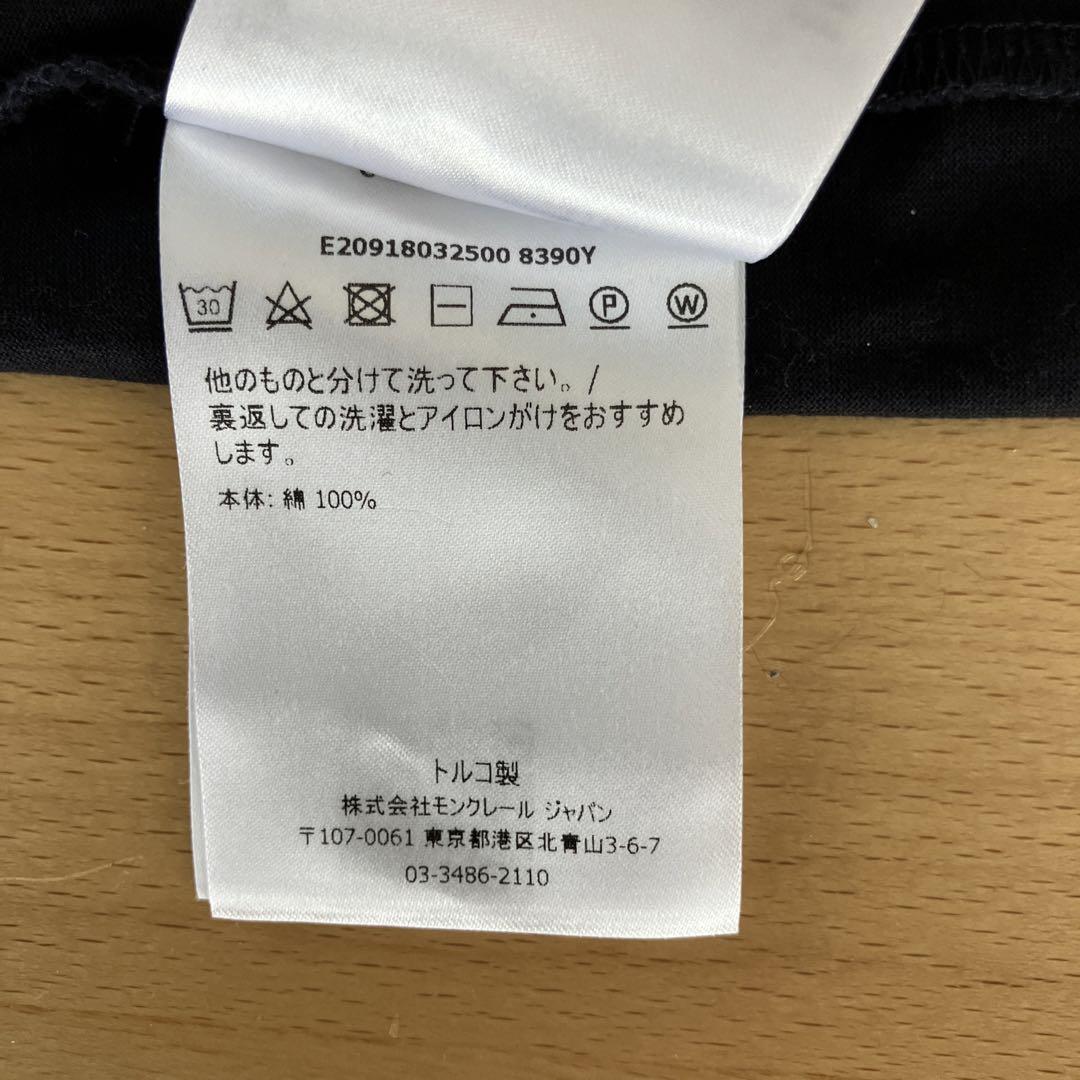 E20918032500 8390Y
30 P W
他のものと分けて洗って下さい。/
裏返しての洗濯とアイロンがけをおすすめ
します。
本体: 綿 100%
トルコ製
株式会社モンクレール ジャパン
〒107-0061 東京都港区北青山3-6-7
03-3486-2110